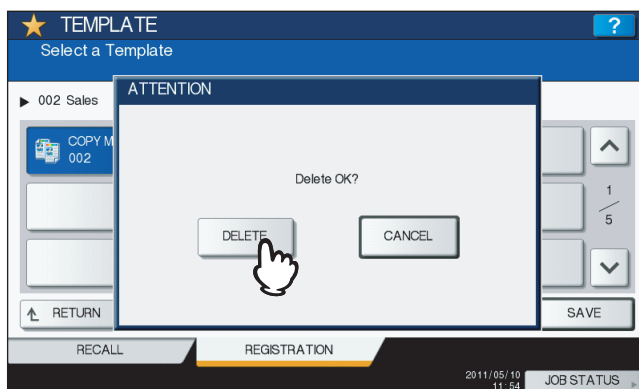 TEMPLATE
?
Select a Template
ATTENTION
002 Sales
COPY M
002
Delete OK?
1
5
DELETE
CANCEL
RETURN
SAVE
RECALL
REGISTRATION
2011/05/10
11:54
JOB STATUS